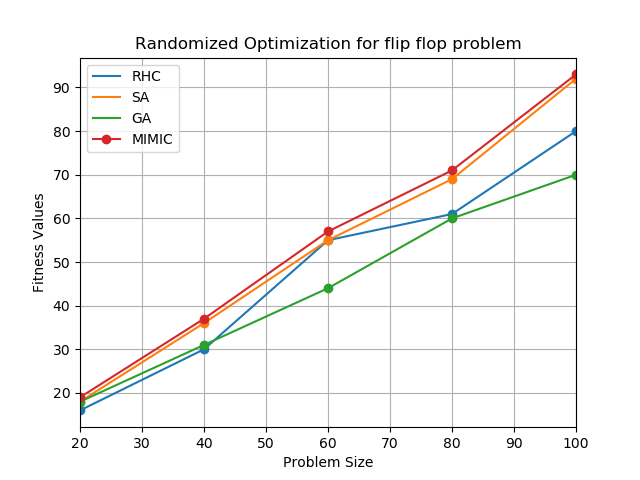 Randomized Optimization for flip flop problem
RHC
SA
GA
MIMIC
90
80
70
60
50
40
30
20
Fitness Values
20 30 40 50 60 70 80 90 100
Problem Size